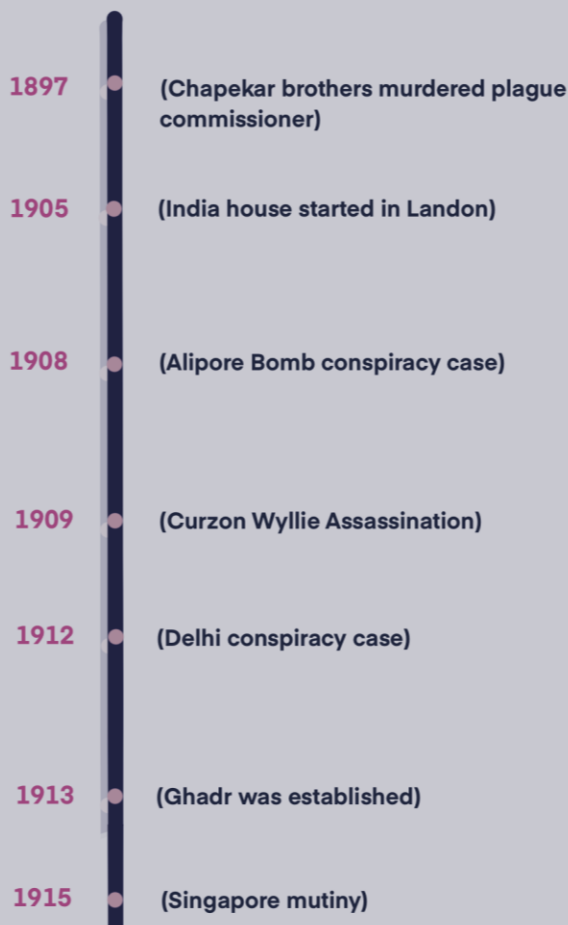 1897
(Chapekar brothers murdered plague
commissioner)
1905
(India house started in Landon)
1908
(Alipore Bomb conspiracy case)
1909
(Curzon Wyllie Assassination)
1912
(Delhi conspiracy case)
1913
(Ghadr was established)
1915
(Singapore mutiny)